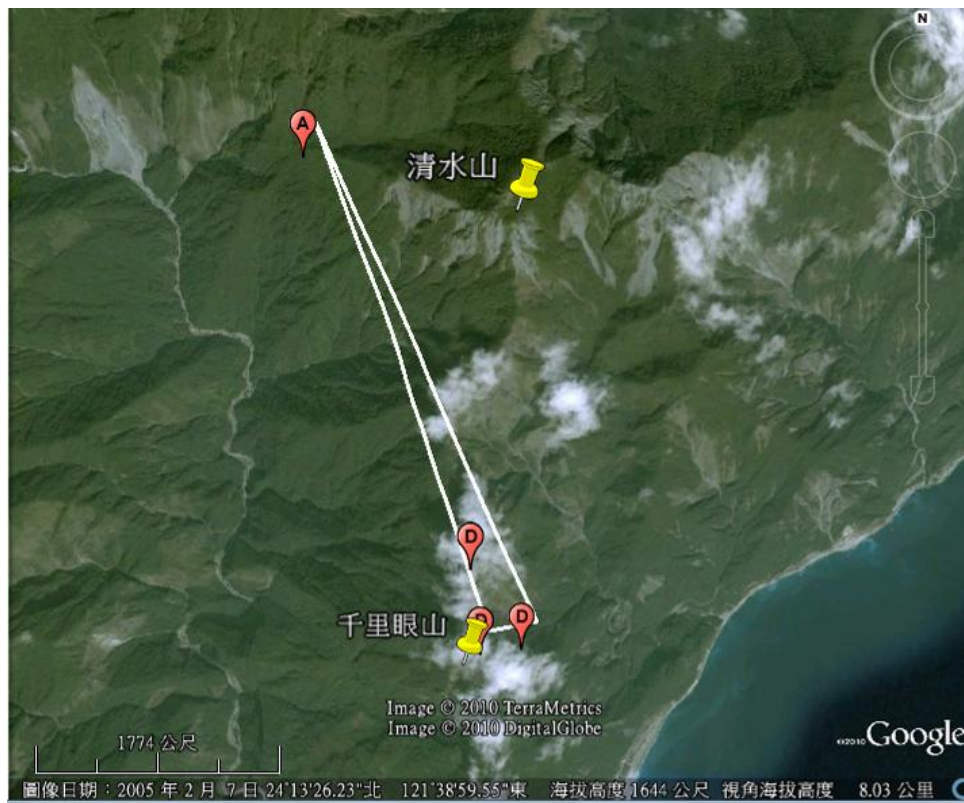 N
A
清水山
D
D
千里眼山
Image © 2010 TerraMetrics
Image © 2010 DigitalGlobe
1774 公尺
©2010 Google
圖像日期：2005 年 2 月 7 日 24°13'26.23"北 121°38'59.55"東 海拔高度 1644 公尺 視角海拔高度 8.03 公里